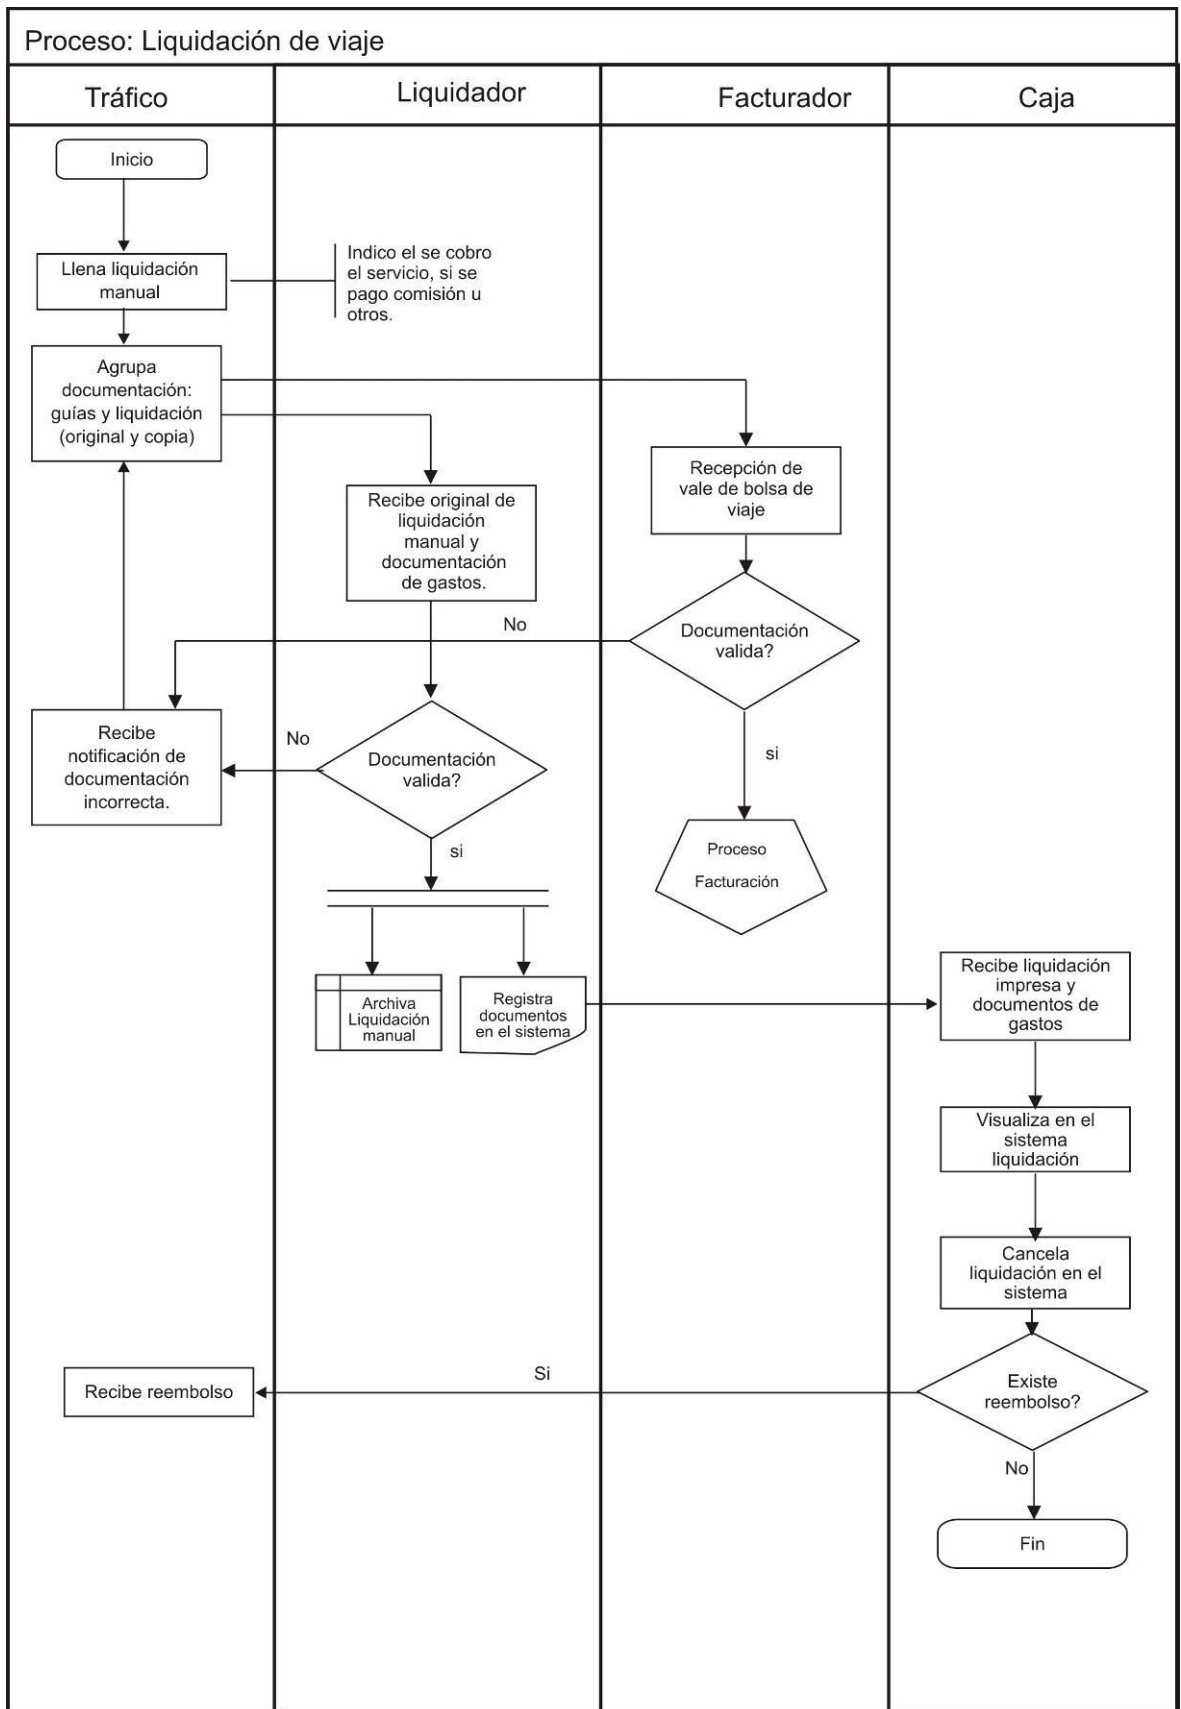 Proceso: Liquidación de viaje
Tráfico
Liquidador
Facturador
Caja
Inicio
Llena liquidación
manual
Indico el se cobro
el servicio, si se
pago comisión u
otros.
Agrupa
documentación:
guías y liquidación
(original y copia)
Recepción de
vale de bolsa de
viaje
Recibe original de
liquidación
manual y
documentación
de gastos.
No
Documentación
valida?
Recibe
notificación de
documentación
incorrecta.
No
Documentación
valida?
si
si
Proceso
Facturación
Archiva
Liquidación
manual
Registra
documentos
en el sistema
Recibe liquidación
impresa y
documentos de
gastos
Visualiza en el
sistema
liquidación
Cancela
liquidación en el
sistema
Recibe reembolso
Si
Existe
reembolso?
No
Fin